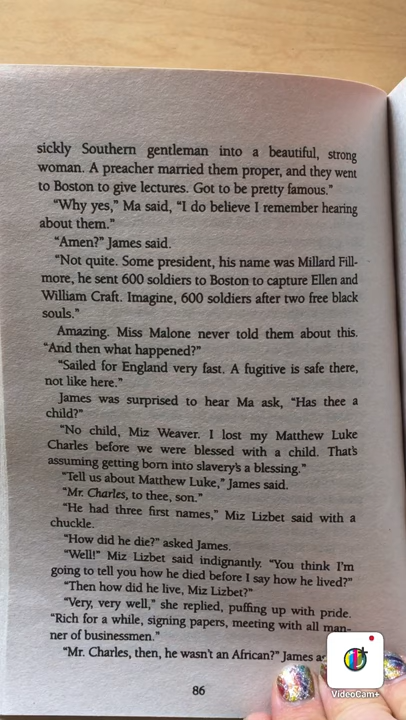 sickly Southern gentleman into a beautiful, strong
woman. A preacher married them proper, and they went
to Boston to give lectures. Got to be pretty famous."
"Why yes," Ma said, "I do believe I remember hearing
about them."
"Amen?" James said.
"Not quite. Some president, his name was Millard Fill-
more, he sent 600 soldiers to Boston to capture Ellen and
William Craft. Imagine, 600 soldiers after two free black
souls."
Amazing. Miss Malone never told them about this.
"And then what happened?"
"Sailed for England very fast. A fugitive is safe there,
not like here."
James was surprised to hear Ma ask, "Has thee a
child?"
"No child, Miz Weaver. I lost my Matthew Luke
Charles before we were blessed with a child. That's
assuming getting born into slavery's a blessing."
"Tell us about Matthew Luke," James said.
"Mr. Charles, to thee, son."
"He had three first names," Miz Lizbet said with a
chuckle.
"How did he die?" asked James.
"Well!" Miz Lizbet said indignantly. "You think I'm
going to tell you how he died before I say how he lived?"
"Then how did he live, Miz Lizbet?"
"Very, very well," she replied, puffing up with pride.
"Rich for a while, signing papers, meeting with all man-
ner of businessmen."
"Mr. Charles, then, he wasn't an African?" James
86
VideoCam+